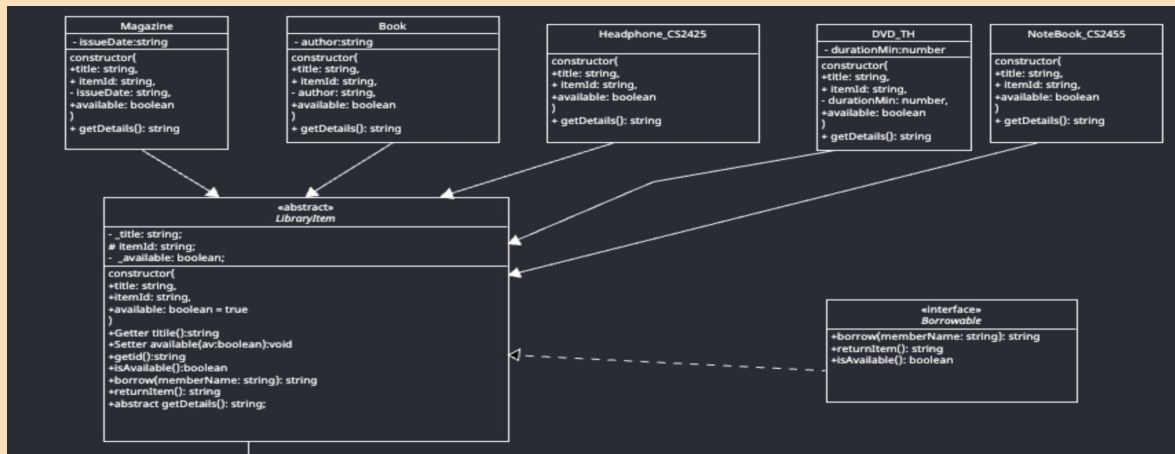 Magazine
- issueDate:string
constructor(
+title: string,
+ itemId: string,
- issueDate: string,
+available: boolean
)
+ getDetails(): string
Book
- author:string
constructor(
+title: string,
+ itemId: string,
- author: string,
+available: boolean
)
+ getDetails(): string
Headphone_CS2425
constructor(
+title: string,
+ itemId: string,
+available: boolean
)
+ getDetails(): string
DVD_TH
- durationMin:number
constructor(
+title: string,
+ itemId: string,
- durationMin: number,
+available: boolean
)
+ getDetails(): string
NoteBook_CS2455
constructor(
+title: string,
+ itemId: string,
+available: boolean
)
+ getDetails(): string
«abstract»
LibraryItem
- _title: string;
# itemId: string;
- _available: boolean;
constructor(
+title: string,
+itemId: string,
+available: boolean = true
)
+Getter titile():string
+Setter available(av:boolean):void
+getid():string
+isAvailable():boolean
+borrow(memberName: string): string
+returnItem(): string
+abstract getDetails(): string;
«interface»
Borrowable
+borrow(memberName: string): string
+returnItem(): string
+isAvailable(): boolean